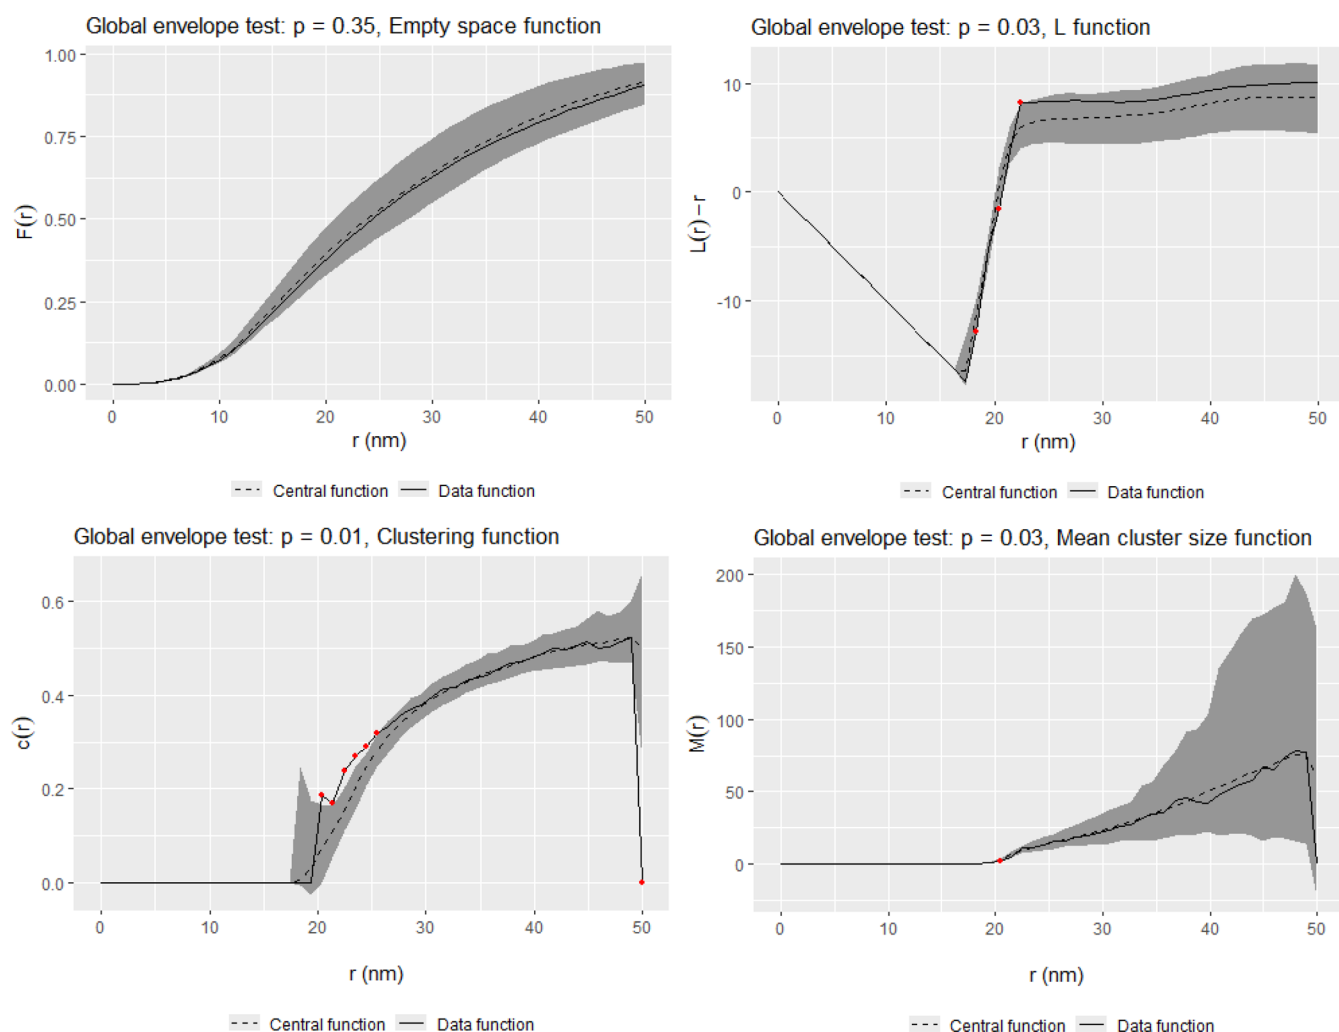 Global envelope test: p = 0.35, Empty space function
1.00
0.75
0.50
0.25
0.00
F(r)
0
10
20
30
40
50
r (nm)
Central function
Data function
Global envelope test: p = 0.03, L function
10
0
-10
L(r)−r
0
10
20
30
40
50
r (nm)
Central function
Data function
Global envelope test: p = 0.01, Clustering function
0.6
0.4
0.2
0.0
c(r)
0
10
20
30
40
50
r (nm)
Central function
Data function
Global envelope test: p = 0.03, Mean cluster size function
200
150
100
50
0
M(r)
0
10
20
30
40
50
r (nm)
Central function
Data function